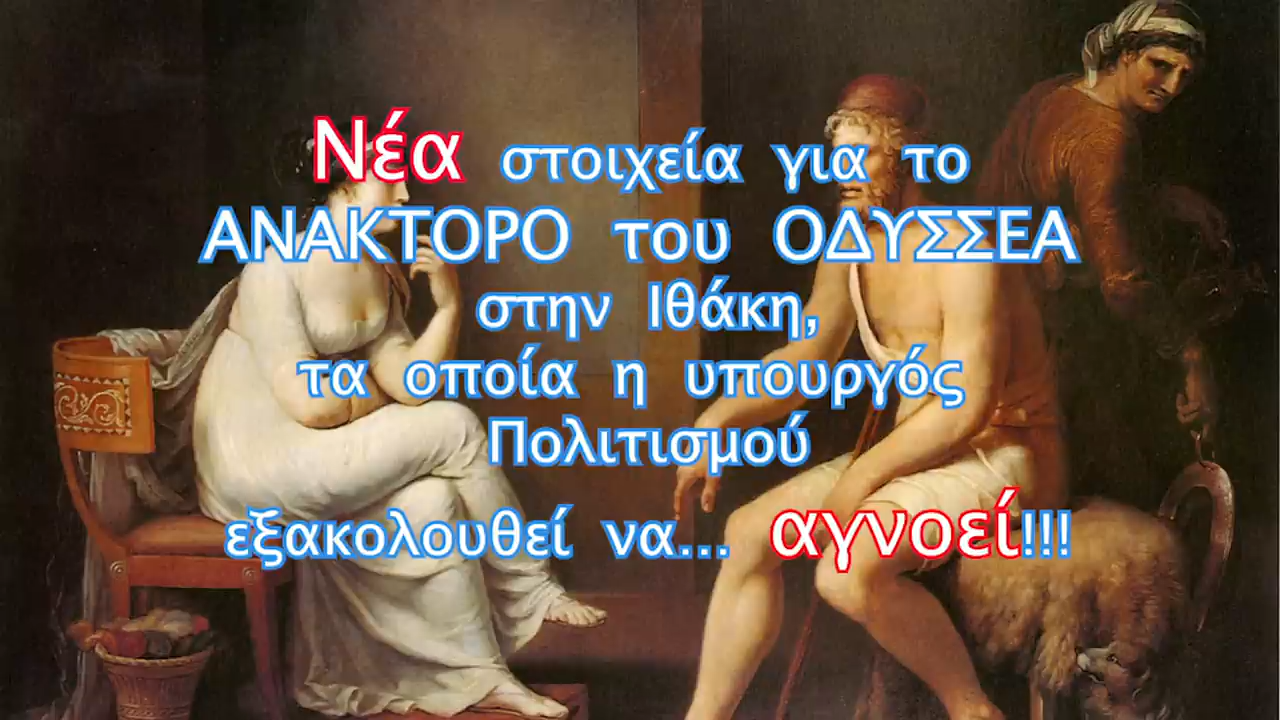 Νέα στοιχεία για το
ΑΝΑΚΤΟΡΟ του ΟΔΥΣΣΕΑ
στην Ιθάκη,
τα οποία η υπουργός
Πολιτισμού
εξακολουθεί να... αγνοεί!!!